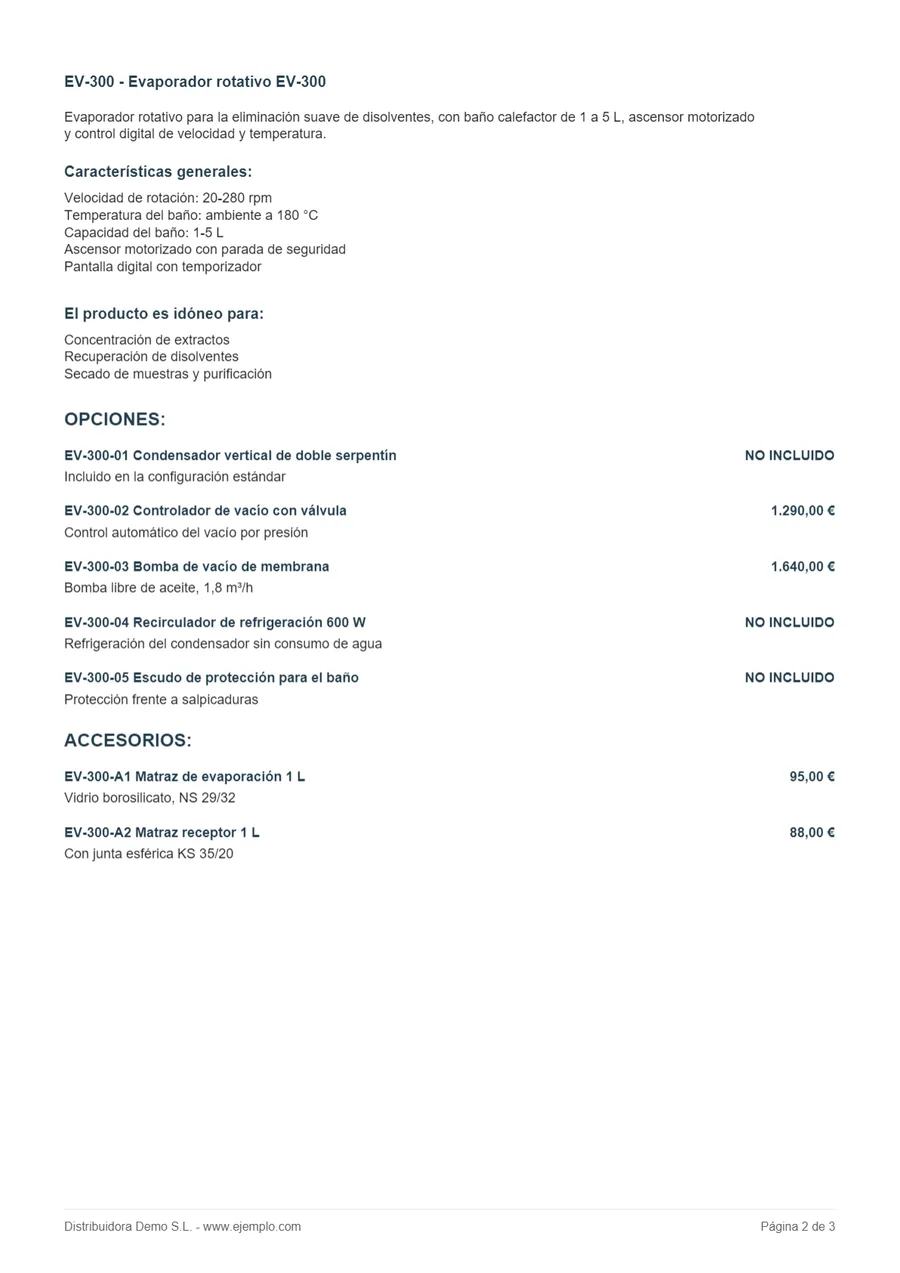 EV-300 - Evaporador rotativo EV-300
Evaporador rotativo para la eliminación suave de disolventes, con baño calefactor de 1 a 5 L, ascensor motorizado
y control digital de velocidad y temperatura.
Características generales:
Velocidad de rotación: 20-280 rpm
Temperatura del baño: ambiente a 180 °C
Capacidad del baño: 1-5 L
Ascensor motorizado con parada de seguridad
Pantalla digital con temporizador
El producto es idóneo para:
Concentración de extractos
Recuperación de disolventes
Secado de muestras y purificación
OPCIONES:
EV-300-01 Condensador vertical de doble serpentín NO INCLUIDO
Incluido en la configuración estándar
EV-300-02 Controlador de vacío con válvula 1.290,00 €
Control automático del vacío por presión
EV-300-03 Bomba de vacío de membrana 1.640,00 €
Bomba libre de aceite, 1,8 m³/h
EV-300-04 Recirculador de refrigeración 600 W NO INCLUIDO
Refrigeración del condensador sin consumo de agua
EV-300-05 Escudo de protección para el baño NO INCLUIDO
Protección frente a salpicaduras
ACCESORIOS:
EV-300-A1 Matraz de evaporación 1 L 95,00 €
Vidrio borosilicato, NS 29/32
EV-300-A2 Matraz receptor 1 L 88,00 €
Con junta esférica KS 35/20
Distribuidora Demo S.L. - www.ejemplo.com Página 2 de 3